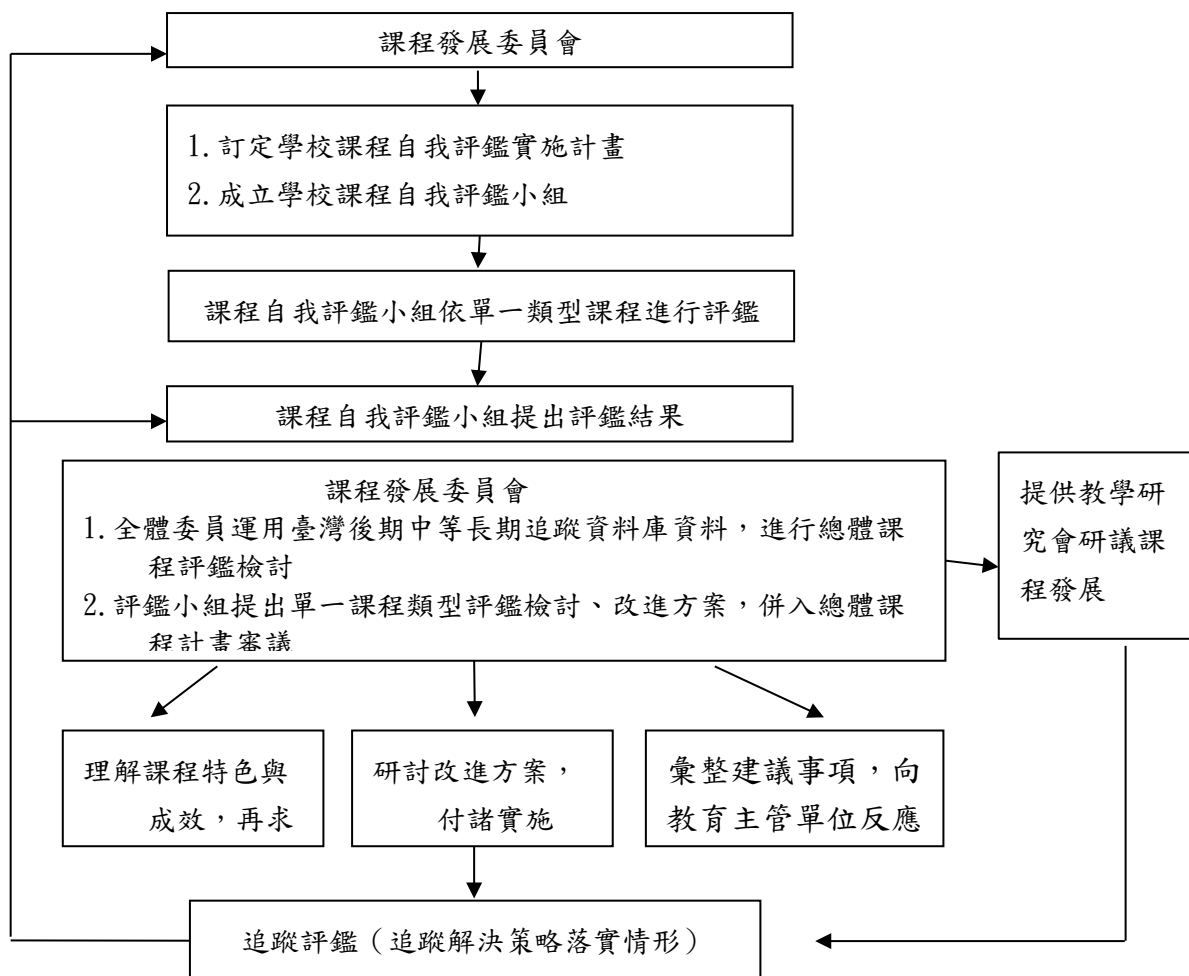 課程發展委員會
1.訂定學校課程自我評鑑實施計畫
2.成立學校課程自我評鑑小組
課程自我評鑑小組依單一類型課程進行評鑑
課程自我評鑑小組提出評鑑結果
課程發展委員會
1.全體委員運用臺灣後期中等長期追蹤資料庫資料，進行總體課
程評鑑檢討
2.評鑑小組提出單一課程類型評鑑檢討、改進方案，併入總體課
程計畫審議
提供教學研
究會研議課
程發展
理解課程特色與
成效，再求
研討改進方案，
付諸實施
彙整建議事項，向
教育主管單位反應
追蹤評鑑（追蹤解決策略落實情形）